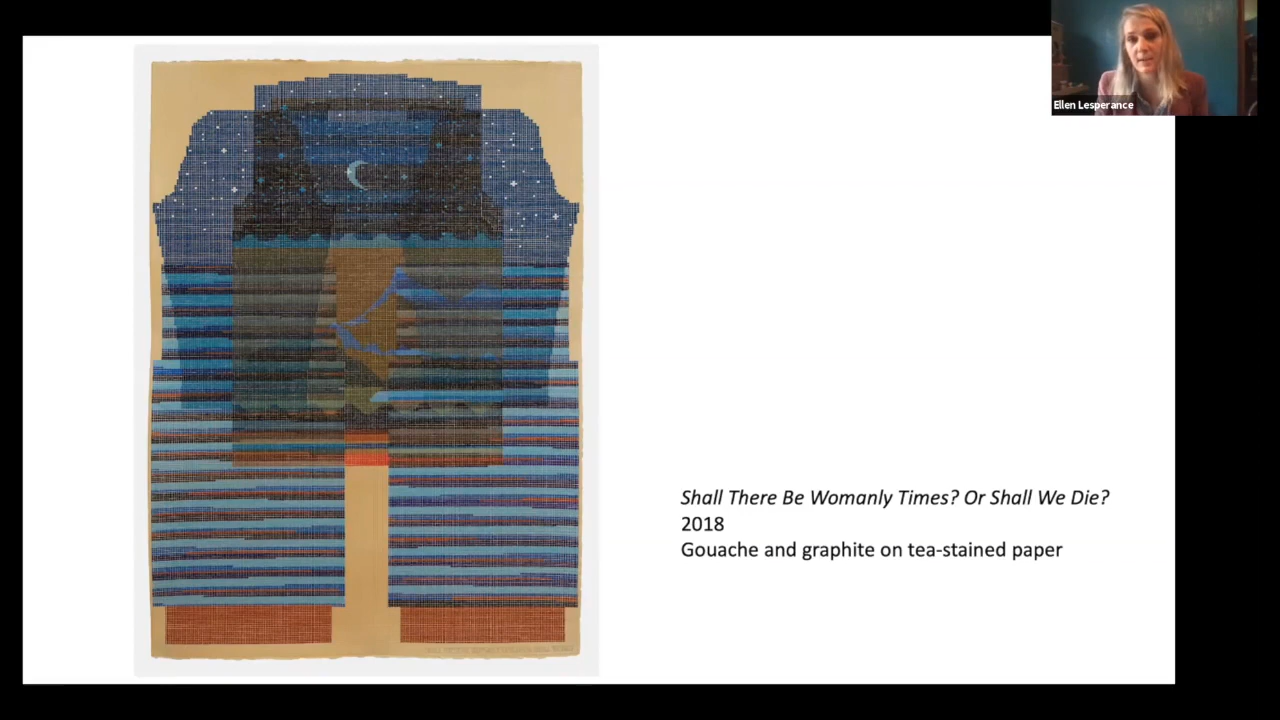 Ellen Lesperance
Shall There Be Womanly Times? Or Shall We Die?
2018
Gouache and graphite on tea-stained paper